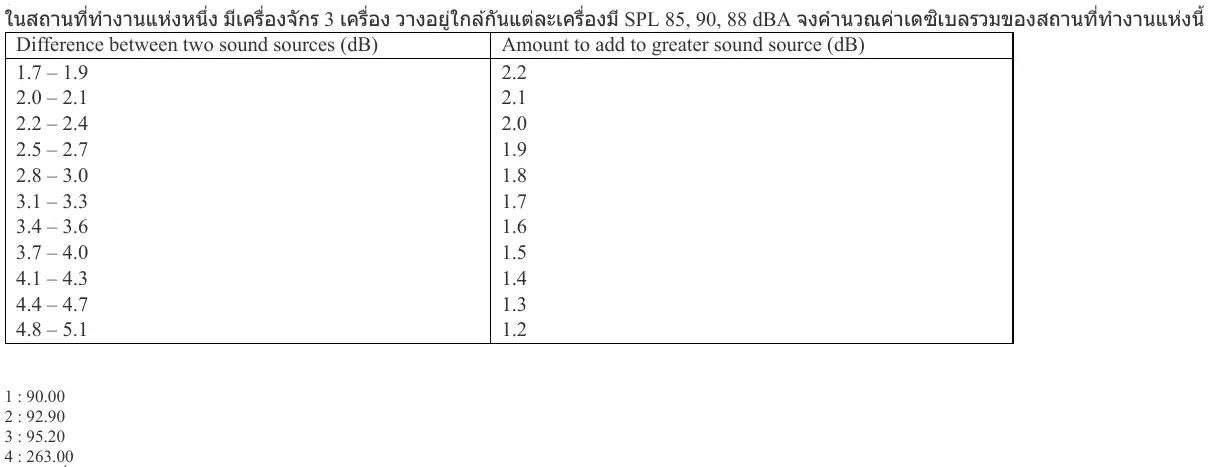 ในสถานที่ทำงานแห่งหนึ่ง มีเครื่องจักร 3 เครื่อง วางอยู่ใกล้กันแต่ละเครื่องมี SPL 85, 90, 88 dBA จงคำนวณค่าเดซิเบลรวมของสถานที่ทำงานแห่งนี้
Difference between two sound sources (dB) Amount to add to greater sound source (dB)
1.7 – 1.9 2.2
2.0 – 2.1 2.1
2.2 – 2.4 2.0
2.5 – 2.7 1.9
2.8 – 3.0 1.8
3.1 – 3.3 1.7
3.4 – 3.6 1.6
3.7 – 4.0 1.5
4.1 – 4.3 1.4
4.4 – 4.7 1.3
4.8 – 5.1 1.2
1 : 90.00
2 : 92.90
3 : 95.20
4 : 263.00